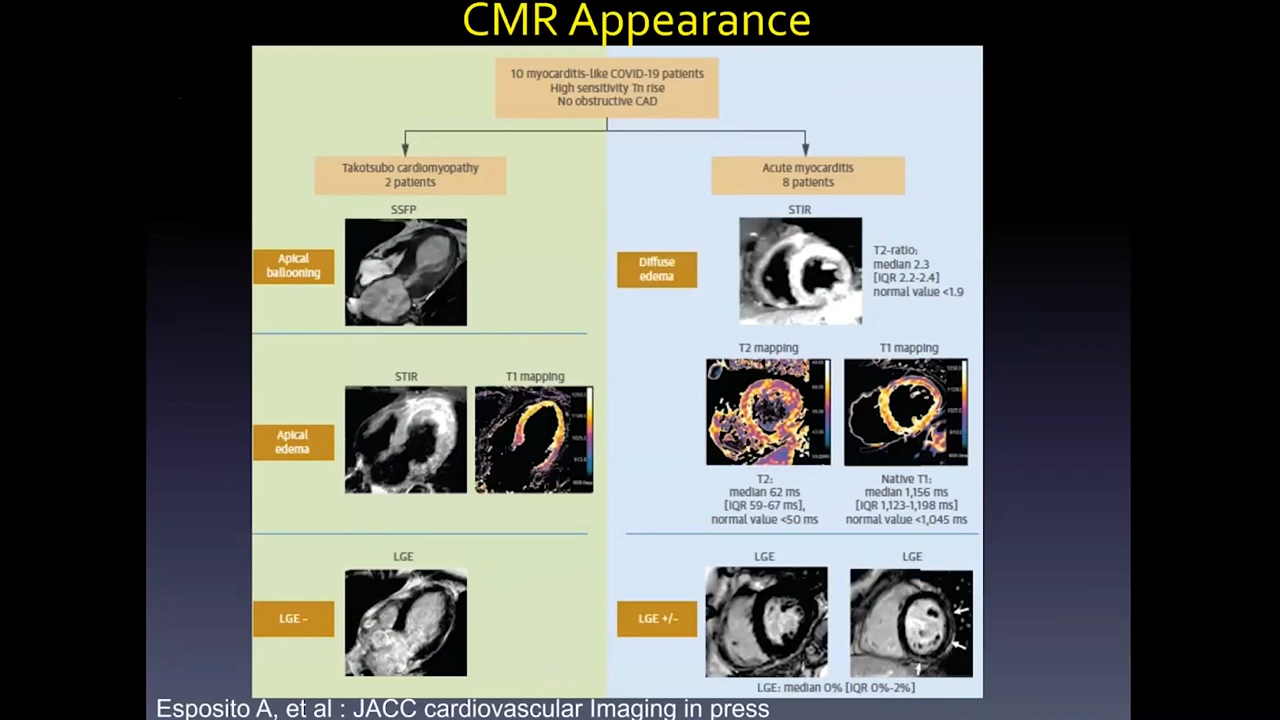 CMR Appearance
10 myocarditis-like COVID-19 patients
High sensitivity Tn rise
No obstructive CAD
Takotsubo cardiomyopathy
2 patients
Acute myocarditis
8 patients
SSFP
Apical
ballooning
STIR
Diffuse
edema
T2-ratio:
median 2.3
[IQR 2.2-2.4]
normal value <1.9
STIR
T1 mapping
Apical
edema
T2 mapping
T1 mapping
T2:
median 62 ms
[IQR 59-67 ms],
normal value <50 ms
Native T1:
median 1,156 ms
[IQR 1,123-1,198 ms]
normal value <1,045 ms
LGE
LGE –
LGE
LGE
LGE +/–
LGE: median 0% [IQR 0%-2%]
Esposito A, et al : JACC cardiovascular Imaging in press